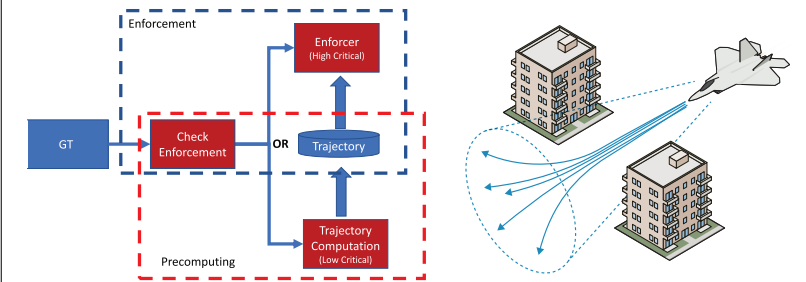 Enforcement
Enforcer
(High Critical)
GT
Check
Enforcement
OR
Trajectory
Trajectory
Computation
(Low Critical)
Precomputing